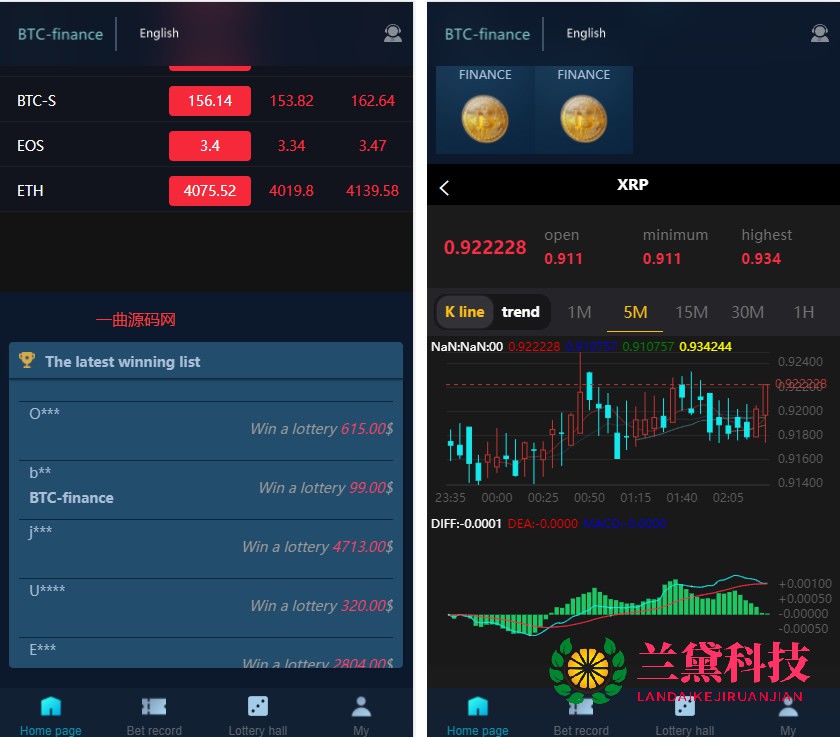 BTC-finance English
BTC-S 156.14 153.82 162.64
EOS 3.4 3.34 3.47
ETH 4075.52 4019.8 4139.58
一曲源码网
The latest winning list
O***
Win a lottery 615.00$
b**
Win a lottery 99.00$
BTC-finance
j***
Win a lottery 4713.00$
U****
Win a lottery 320.00$
E***
Win a lottery 2804.00$
Home page Bet record Lottery hall My
BTC-finance English
FINANCE FINANCE
XRP
open minimum highest
0.922228 0.911 0.911 0.934
K line trend 1M 5M 15M 30M 1H
NaN:NaN:00 0.922228 0.910757 0.934244
0.92400
0.922228
0.92000
0.91800
0.91600
0.91400
23:35 00:00 00:25 00:50 01:15 01:40 02:05
DIFF:-0.0001 DEA:-0.0000 MACD:-0.0000
+0.00100
+0.00050
-0.00000
-0.00050
兰黛科技
LANDAIKEJIRUANJIAN
Home page Bet record Lottery hall My